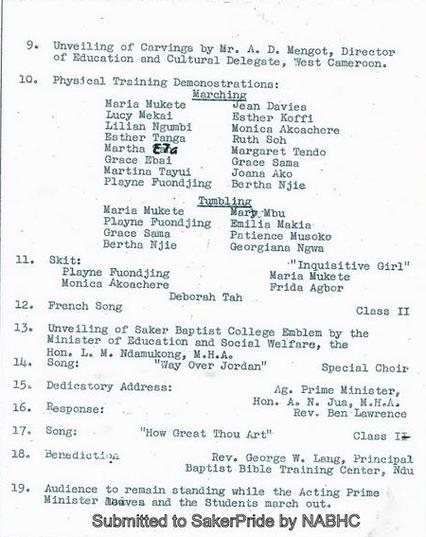 9. Unveiling of Carvings by Mr. A. D. Mengot, Director
of Education and Cultural Delegate, West Cameroon.
10. Physical Training Demonstrations:
Marching
Maria Mukete Jean Davies
Lucy Mekai Esther Koffi
Lilian Ngumbi Monica Akoachere
Esther Tanga Ruth Soh
Martha Eta Margaret Tendo
Grace Ebai Grace Sama
Martina Tayui Joana Ako
Playne Fuondjing Bertha Njie
Tumbling
Maria Mukete Mary Mbu
Playne Fuondjing Emilia Makia
Grace Sama Patience Musoko
Bertha Njie Georgiana Ngwa
11. Skit: "Inquisitive Girl"
Playne Fuondjing Maria Mukete
Monica Akoachere Frida Agbor
Deborah Tah
12. French Song Class II
13. Unveiling of Saker Baptist College Emblem by the
Minister of Education and Social Welfare, the
Hon. L. M. Ndamukong, M.H.A.
14. Song: "Way Over Jordan" Special Choir
15. Dedicatory Address: Ag. Prime Minister,
Hon. A. N. Jua, M.H.A.
16. Response: Rev. Ben Lawrence
17. Song: "How Great Thou Art" Class II
18. Benediction Rev. George W. Lang, Principal
Baptist Bible Training Center, Ndu
19. Audience to remain standing while the Acting Prime
Minister leaves and the Students march out.
Submitted to SakerPride by NABHC